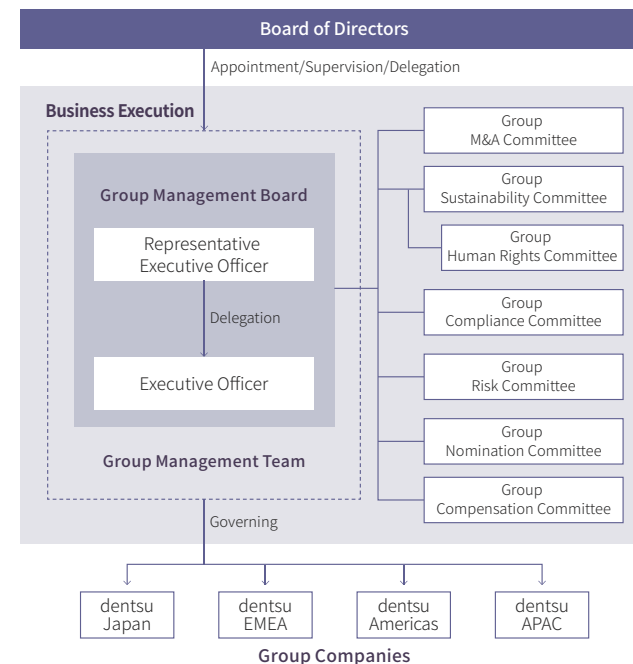 Board of Directors
Appointment/Supervision/Delegation
Business Execution
Group Management Board
Representative
Executive Officer
Delegation
Executive Officer
Group Management Team
Group
M&A Committee
Group
Sustainability Committee
Group
Human Rights Committee
Group
Compliance Committee
Group
Risk Committee
Group
Nomination Committee
Group
Compensation Committee
Governing
dentsu
Japan
dentsu
EMEA
dentsu
Americas
dentsu
APAC
Group Companies